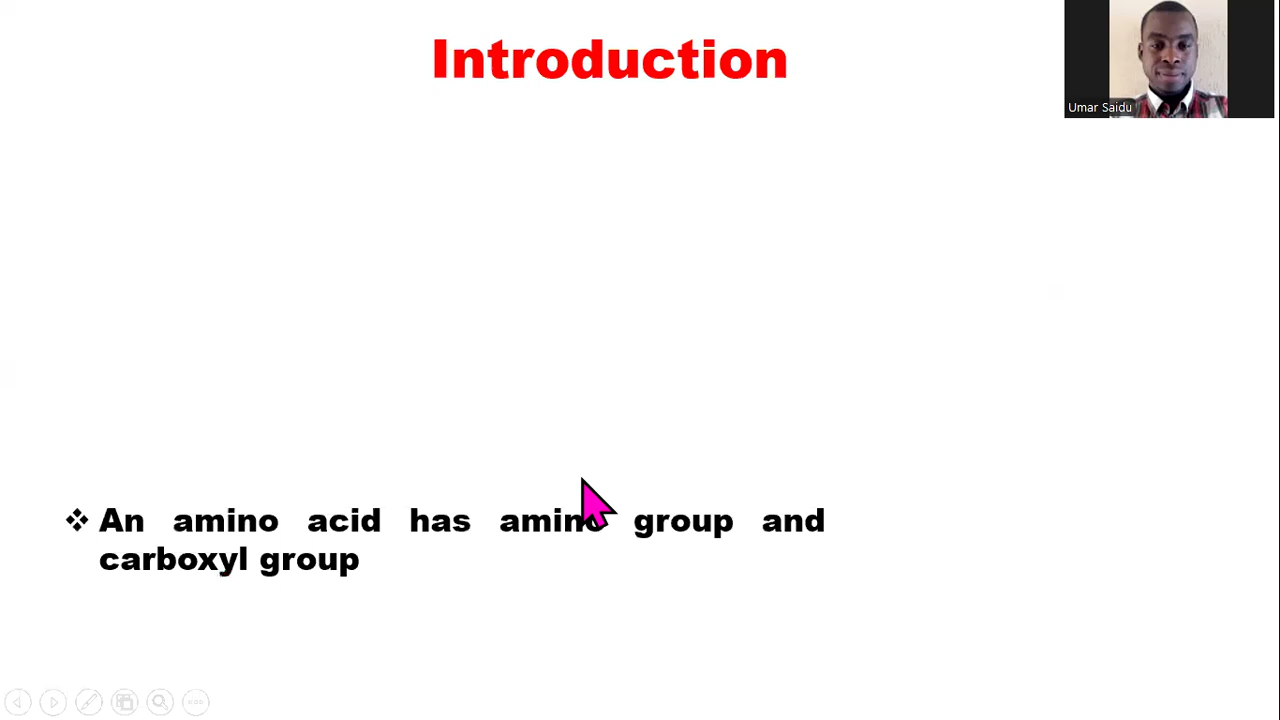 Introduction
Umar Saidu
An amino acid has amino group and
carboxyl group